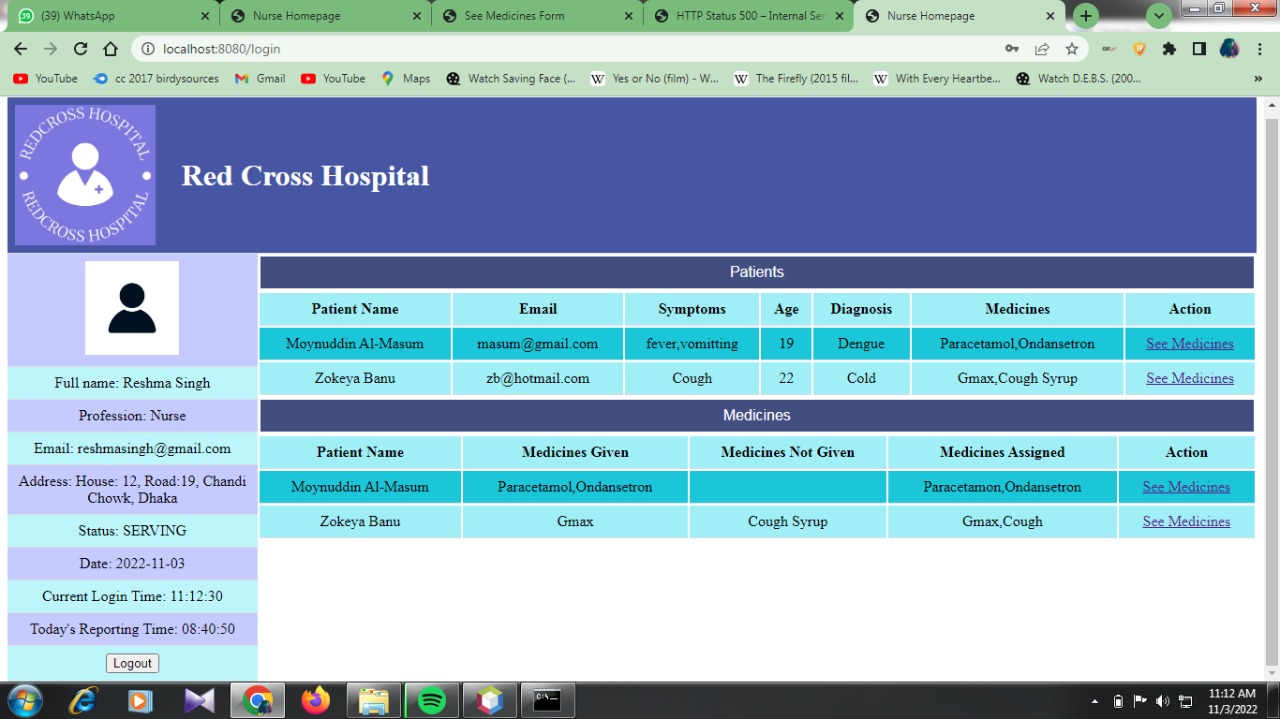 (39) WhatsApp
Nurse Homepage
See Medicines Form
HTTP Status 500 – Internal Ser
Nurse Homepage
localhost:8080/login
YouTube
cc 2017 birdysources
Gmail
YouTube
Maps
Watch Saving Face (...
Yes or No (film) - W...
The Firefly (2015 fil...
With Every Heartbe...
Watch D.E.B.S. (200...
»
REDCROSS HOSPITAL
REDCROSS HOSPITAL
Red Cross Hospital
Full name: Reshma Singh
Profession: Nurse
Email: reshmasingh@gmail.com
Address: House: 12, Road:19, Chandi
Chowk, Dhaka
Status: SERVING
Date: 2022-11-03
Current Login Time: 11:12:30
Today's Reporting Time: 08:40:50
Logout
Patients
Patient Name Email Symptoms Age Diagnosis Medicines Action
Moynuddin Al-Masum masum@gmail.com fever,vomitting 19 Dengue Paracetamol,Ondansetron See Medicines
Zokeya Banu zb@hotmail.com Cough 22 Cold Gmax,Cough Syrup See Medicines
Medicines
Patient Name Medicines Given Medicines Not Given Medicines Assigned Action
Moynuddin Al-Masum Paracetamol,Ondansetron Paracetamon,Ondansetron See Medicines
Zokeya Banu Gmax Cough Syrup Gmax,Cough See Medicines
11:12 AM
11/3/2022